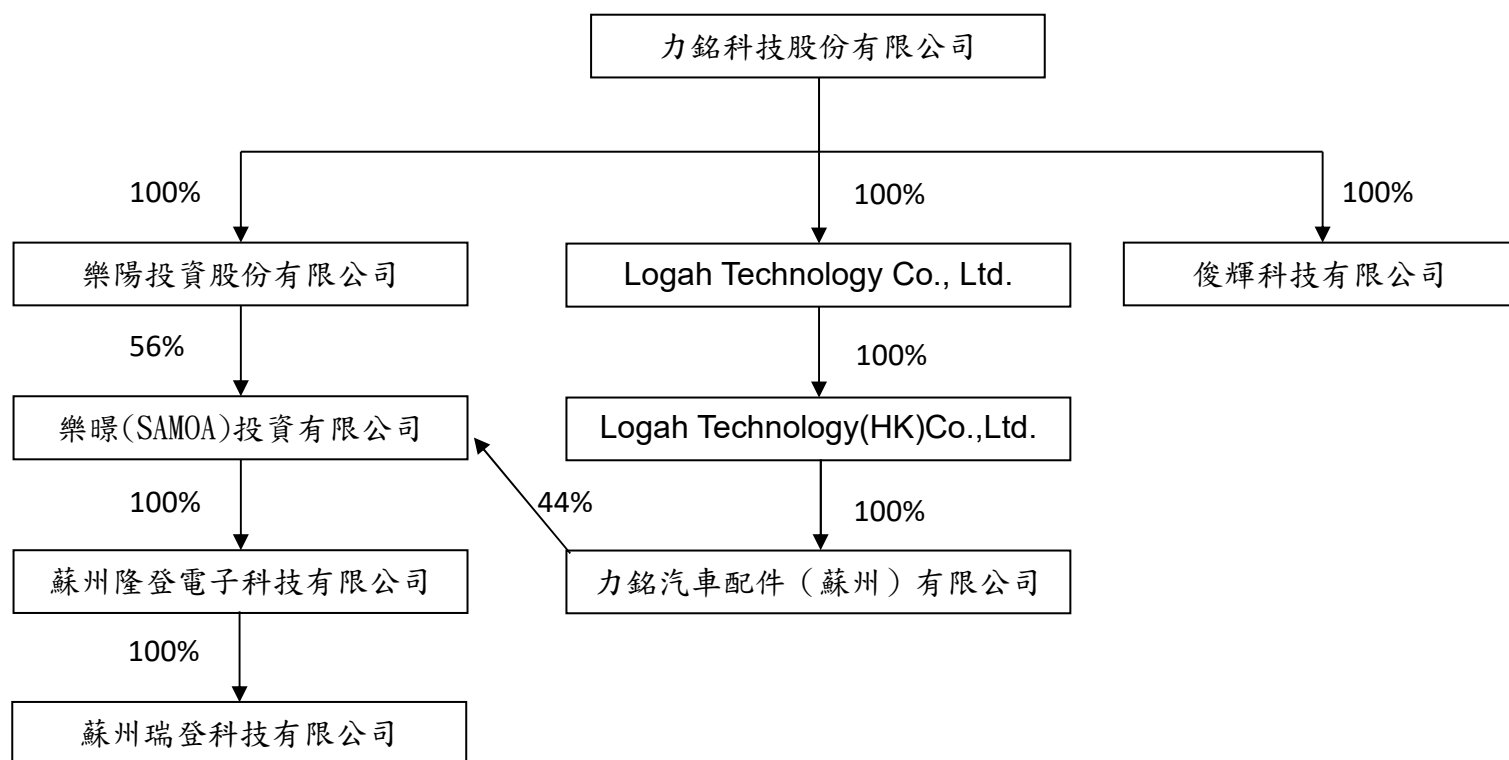 力銘科技股份有限公司
100%
100%
100%
樂陽投資股份有限公司
Logah Technology Co., Ltd.
俊輝科技有限公司
56%
100%
樂暻(SAMOA)投資有限公司
Logah Technology(HK)Co.,Ltd.
100%
44%
100%
蘇州隆登電子科技有限公司
力銘汽車配件（蘇州）有限公司
100%
蘇州瑞登科技有限公司